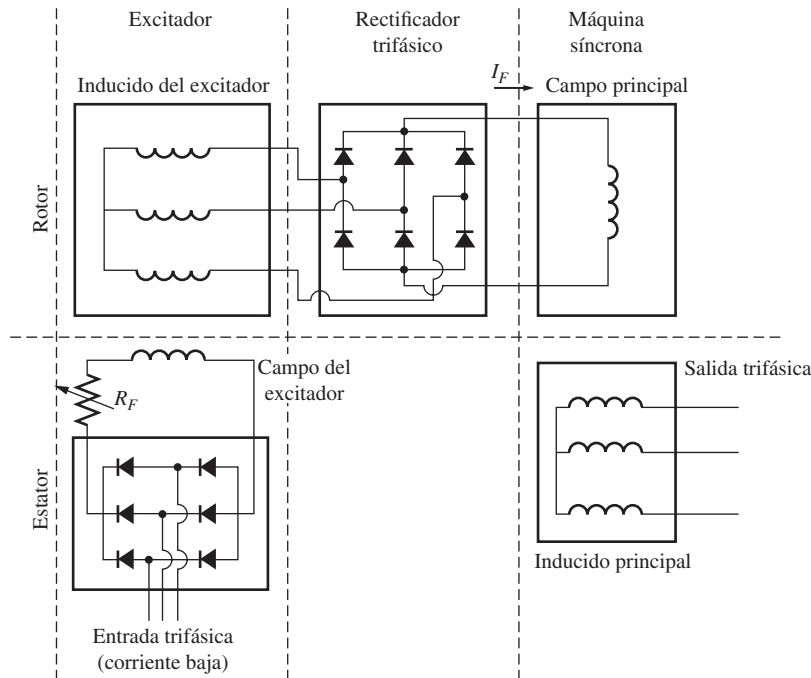 Excitador
Rectificador
trifásico
Máquina
síncrona
Inducido del excitador
I_F
Campo principal
Rotor
Campo del
excitador
R_F
Salida trifásica
Estator
Inducido principal
Entrada trifásica
(corriente baja)